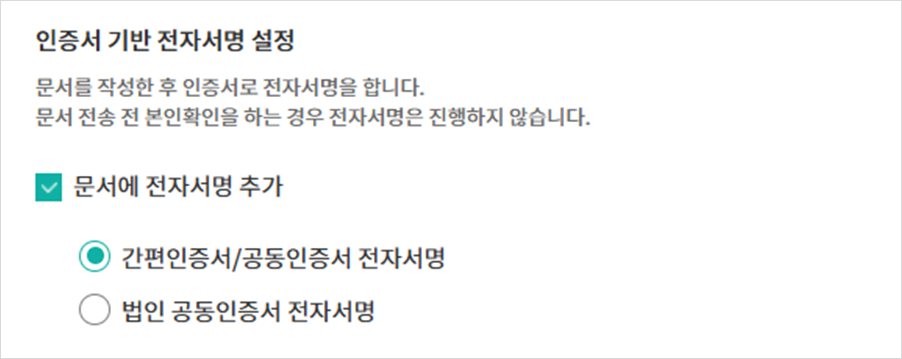 인증서 기반 전자서명 설정
문서를 작성한 후 인증서로 전자서명을 합니다.
문서 전송 전 본인확인을 하는 경우 전자서명은 진행하지 않습니다.
문서에 전자서명 추가
간편인증서/공동인증서 전자서명
법인 공동인증서 전자서명